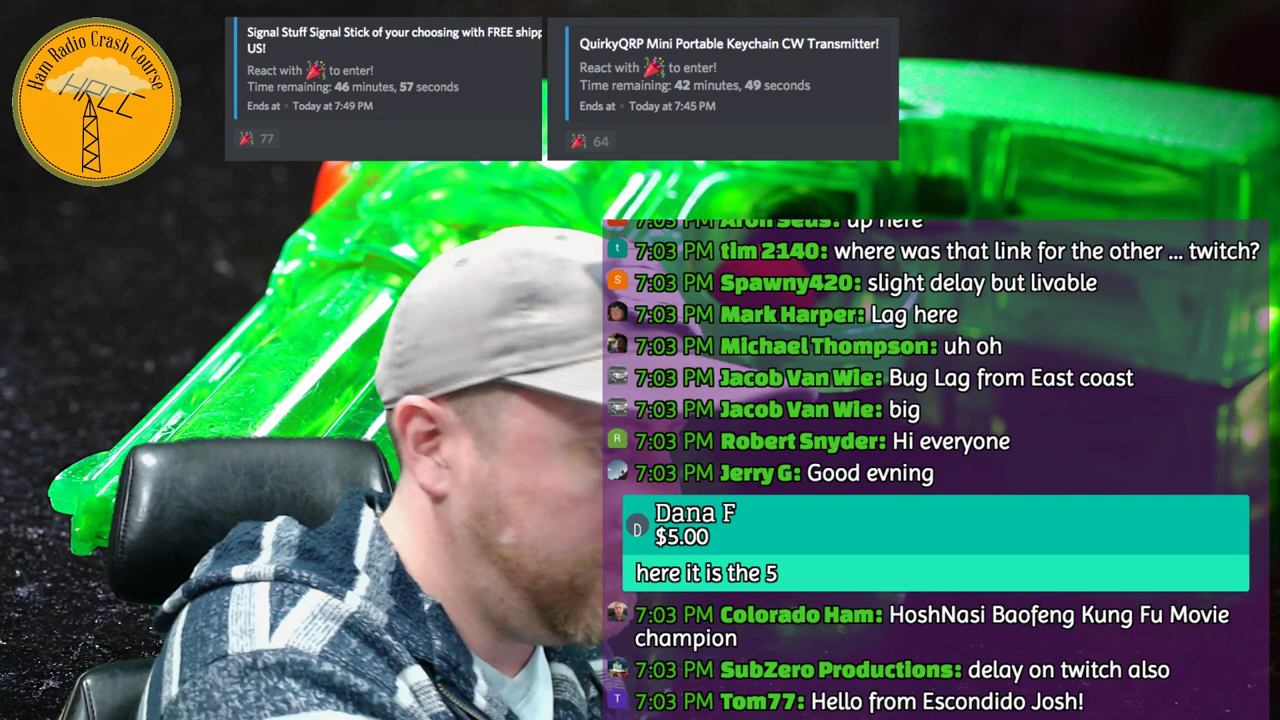 Ham Radio Crash Course
HRCC
Signal Stuff Signal Stick of your choosing with FREE shipp
US!
React with to enter!
Time remaining: 46 minutes, 57 seconds
Ends at • Today at 7:49 PM
77
QuirkyQRP Mini Portable Keychain CW Transmitter!
React with to enter!
Time remaining: 42 minutes, 49 seconds
Ends at • Today at 7:45 PM
64
7:03 PM Aron Seus: up here
t 7:03 PM tim 2140: where was that link for the other ... twitch?
S 7:03 PM Spawny420: slight delay but livable
7:03 PM Mark Harper: Lag here
7:03 PM Michael Thompson: uh oh
7:03 PM Jacob Van Wie: Bug Lag from East coast
7:03 PM Jacob Van Wie: big
R 7:03 PM Robert Snyder: Hi everyone
7:03 PM Jerry G: Good evning
D Dana F
$5.00
here it is the 5
7:03 PM Colorado Ham: HoshNasi Baofeng Kung Fu Movie
champion
7:03 PM SubZero Productions: delay on twitch also
T 7:03 PM Tom77: Hello from Escondido Josh!